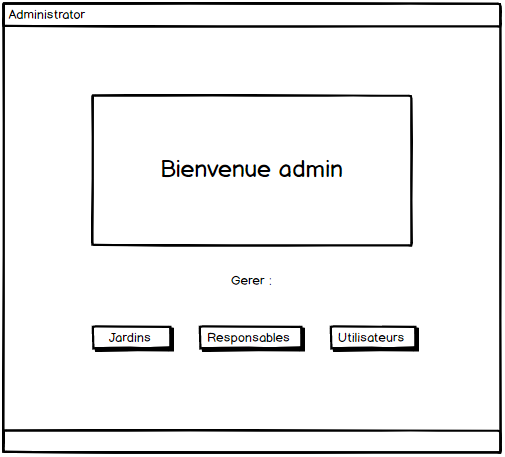 Administrator
Bienvenue admin
Gerer :
Jardins
Responsables
Utilisateurs